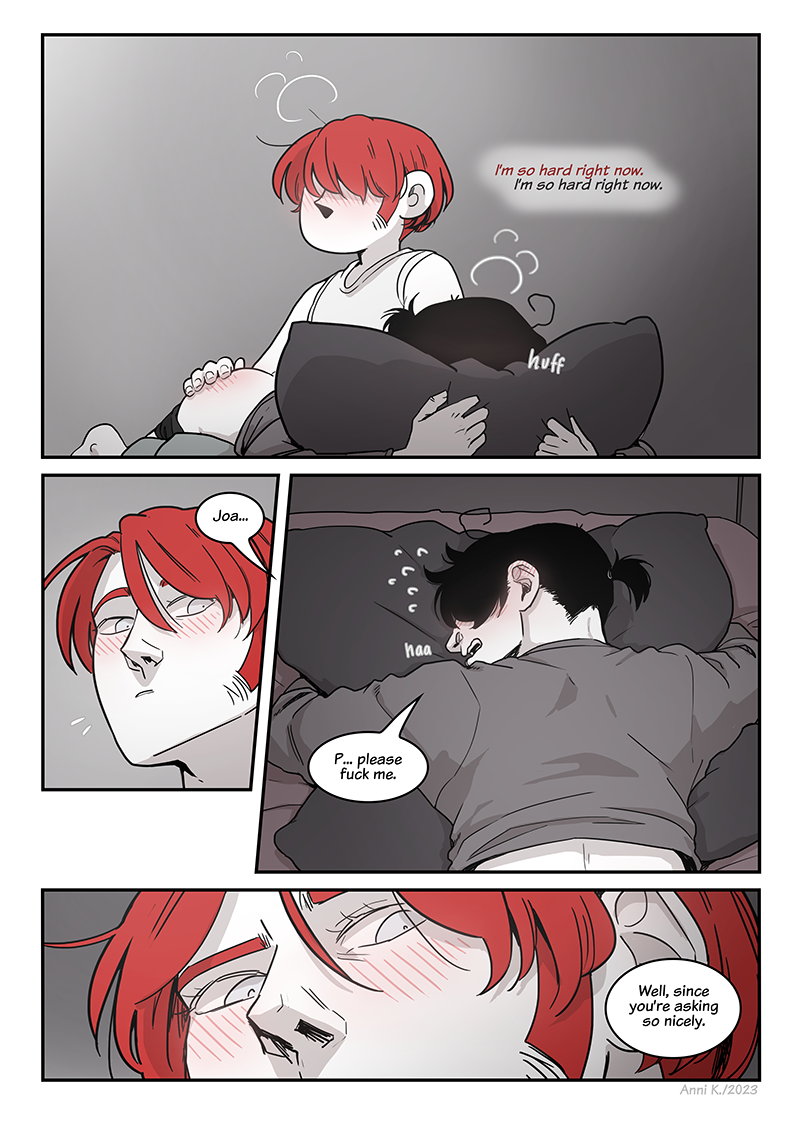 I'm so hard right now.
I'm so hard right now.
huff
Joa...
haa
P... please
fuck me.
Well, since
you're asking
so nicely.
Anni K./2023